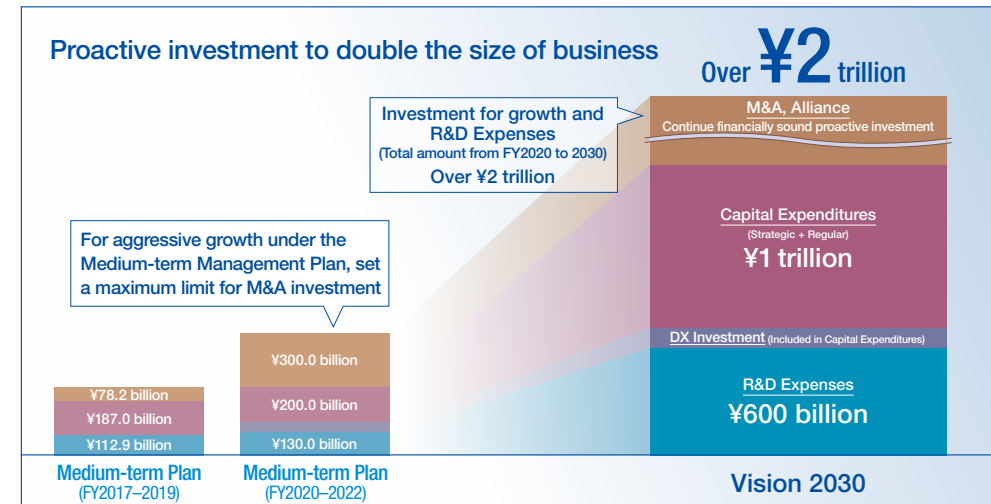 Proactive investment to double the size of business
Over ¥2 trillion
Investment for growth and
R&D Expenses
(Total amount from FY2020 to 2030)
Over ¥2 trillion
M&A, Alliance
Continue financially sound proactive investment
Capital Expenditures
(Strategic + Regular)
¥1 trillion
DX Investment (Included in Capital Expenditures)
R&D Expenses
¥600 billion
For aggressive growth under the
Medium-term Management Plan, set
a maximum limit for M&A investment
¥78.2 billion
¥187.0 billion
¥112.9 billion
¥300.0 billion
¥200.0 billion
¥130.0 billion
Medium-term Plan
(FY2017–2019)
Medium-term Plan
(FY2020–2022)
Vision 2030